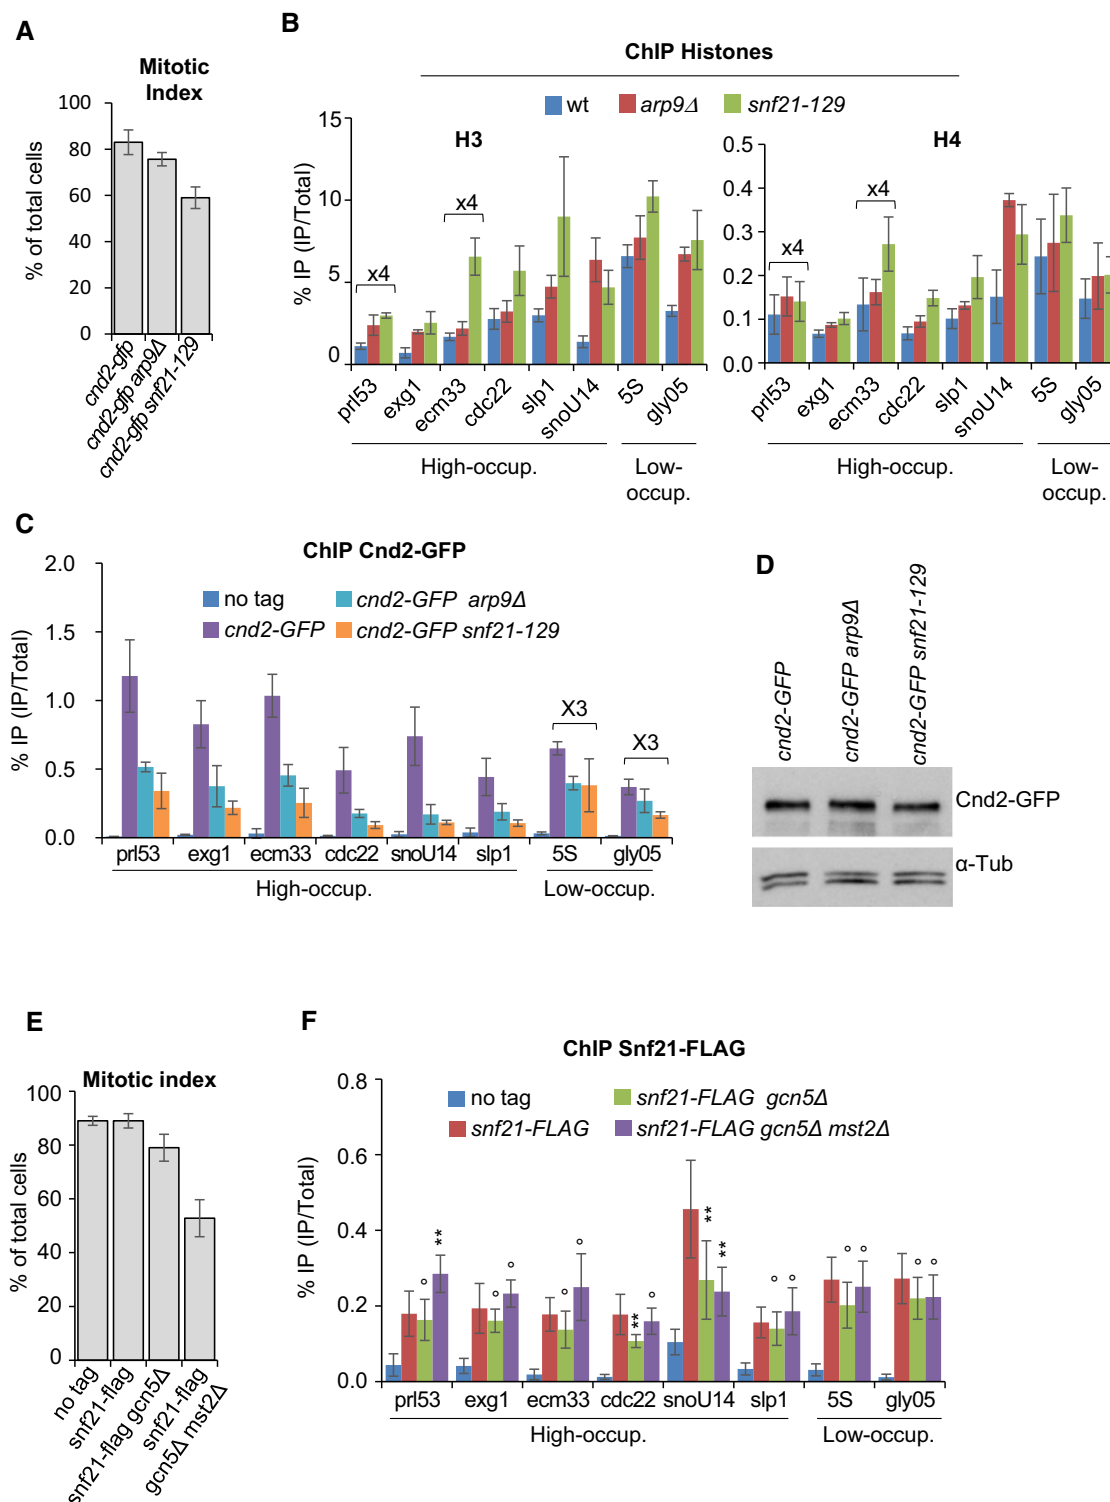 A
Mitotic
Index
% of total cells
100
80
60
40
20
0
cnd2-gfp
cnd2-gfp arp9Δ
cnd2-gfp snf21-129
B
ChIP Histones
wt arp9Δ snf21-129
H3
% IP (IP/Total)
15
10
5
0
x4
x4
prl53 exg1 ecm33 cdc22 slp1 snoU14 5S gly05
High-occup. Low-
occup.
H4
0.5
0.4
0.3
0.2
0.1
0.0
x4
x4
prl53 exg1 ecm33 cdc22 slp1 snoU14 5S gly05
High-occup. Low-
occup.
C
ChIP Cnd2-GFP
no tag cnd2-GFP arp9Δ
cnd2-GFP cnd2-GFP snf21-129
% IP (IP/Total)
2.0
1.5
1.0
0.5
0.0
X3
X3
prl53 exg1 ecm33 cdc22 snoU14 slp1 5S gly05
High-occup. Low-occup.
D
cnd2-GFP
cnd2-GFP arp9Δ
cnd2-GFP snf21-129
Cnd2-GFP
α-Tub
E
Mitotic index
% of total cells
100
80
60
40
20
0
no tag
snf21-flag
snf21-flag gcn5Δ
snf21-flag
gcn5Δ mst2Δ
F
ChIP Snf21-FLAG
no tag snf21-FLAG gcn5Δ
snf21-FLAG snf21-FLAG gcn5Δ mst2Δ
% IP (IP/Total)
0.8
0.6
0.4
0.2
0.0
° ** ° ° ° ° ** ° ** ** ° ° ° ° ° °
prl53 exg1 ecm33 cdc22 snoU14 slp1 5S gly05
High-occup. Low-occup.